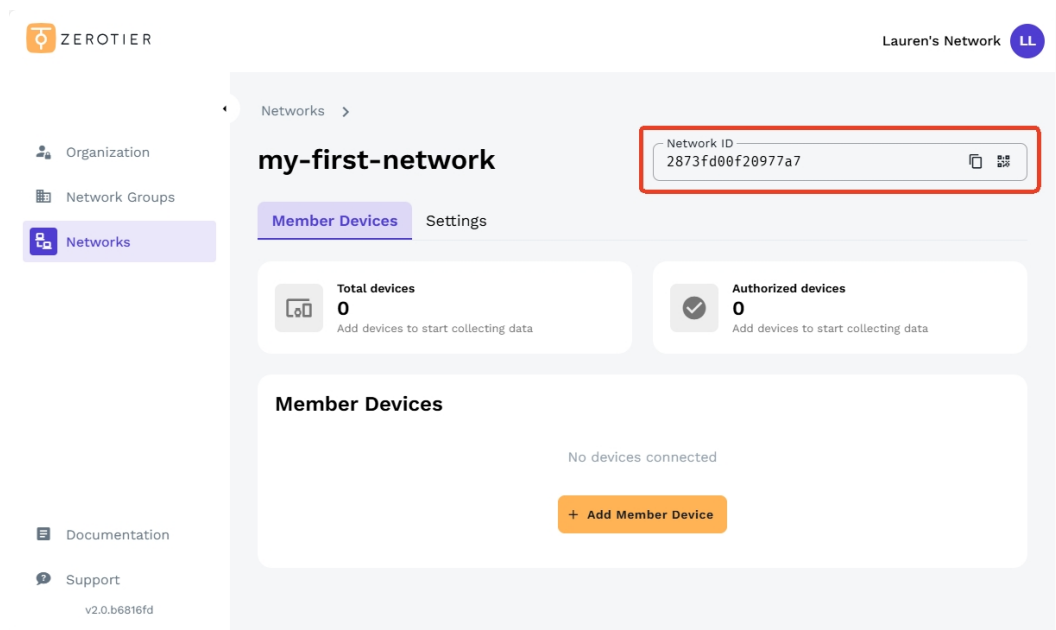 ZEROTIER
Lauren's Network LL
Networks
my-first-network
Network ID
2873fd00f20977a7
Organization
Network Groups
Networks
Member Devices Settings
Total devices
0
Add devices to start collecting data
Authorized devices
0
Add devices to start collecting data
Member Devices
No devices connected
+ Add Member Device
Documentation
Support
v2.0.b6816fd